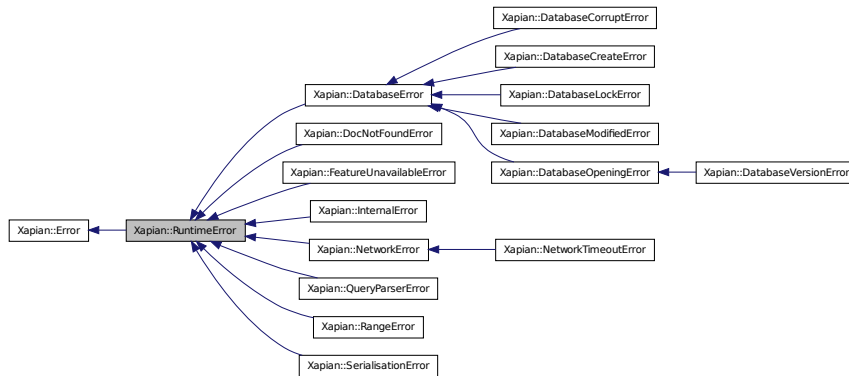 Xapian::DatabaseCorruptError
Xapian::DatabaseCreateError
Xapian::DatabaseError
Xapian::DatabaseLockError
Xapian::DocNotFoundError
Xapian::DatabaseModifiedError
Xapian::FeatureUnavailableError
Xapian::DatabaseOpeningError
Xapian::DatabaseVersionError
Xapian::InternalError
Xapian::Error
Xapian::RuntimeError
Xapian::NetworkError
Xapian::NetworkTimeoutError
Xapian::QueryParserError
Xapian::RangeError
Xapian::SerialisationError